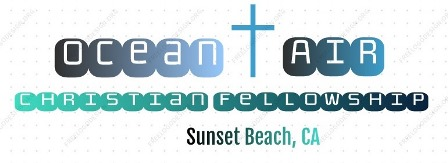 Ocean AIR
CHRISTIAN FELLOWSHIP
Sunset Beach, CA